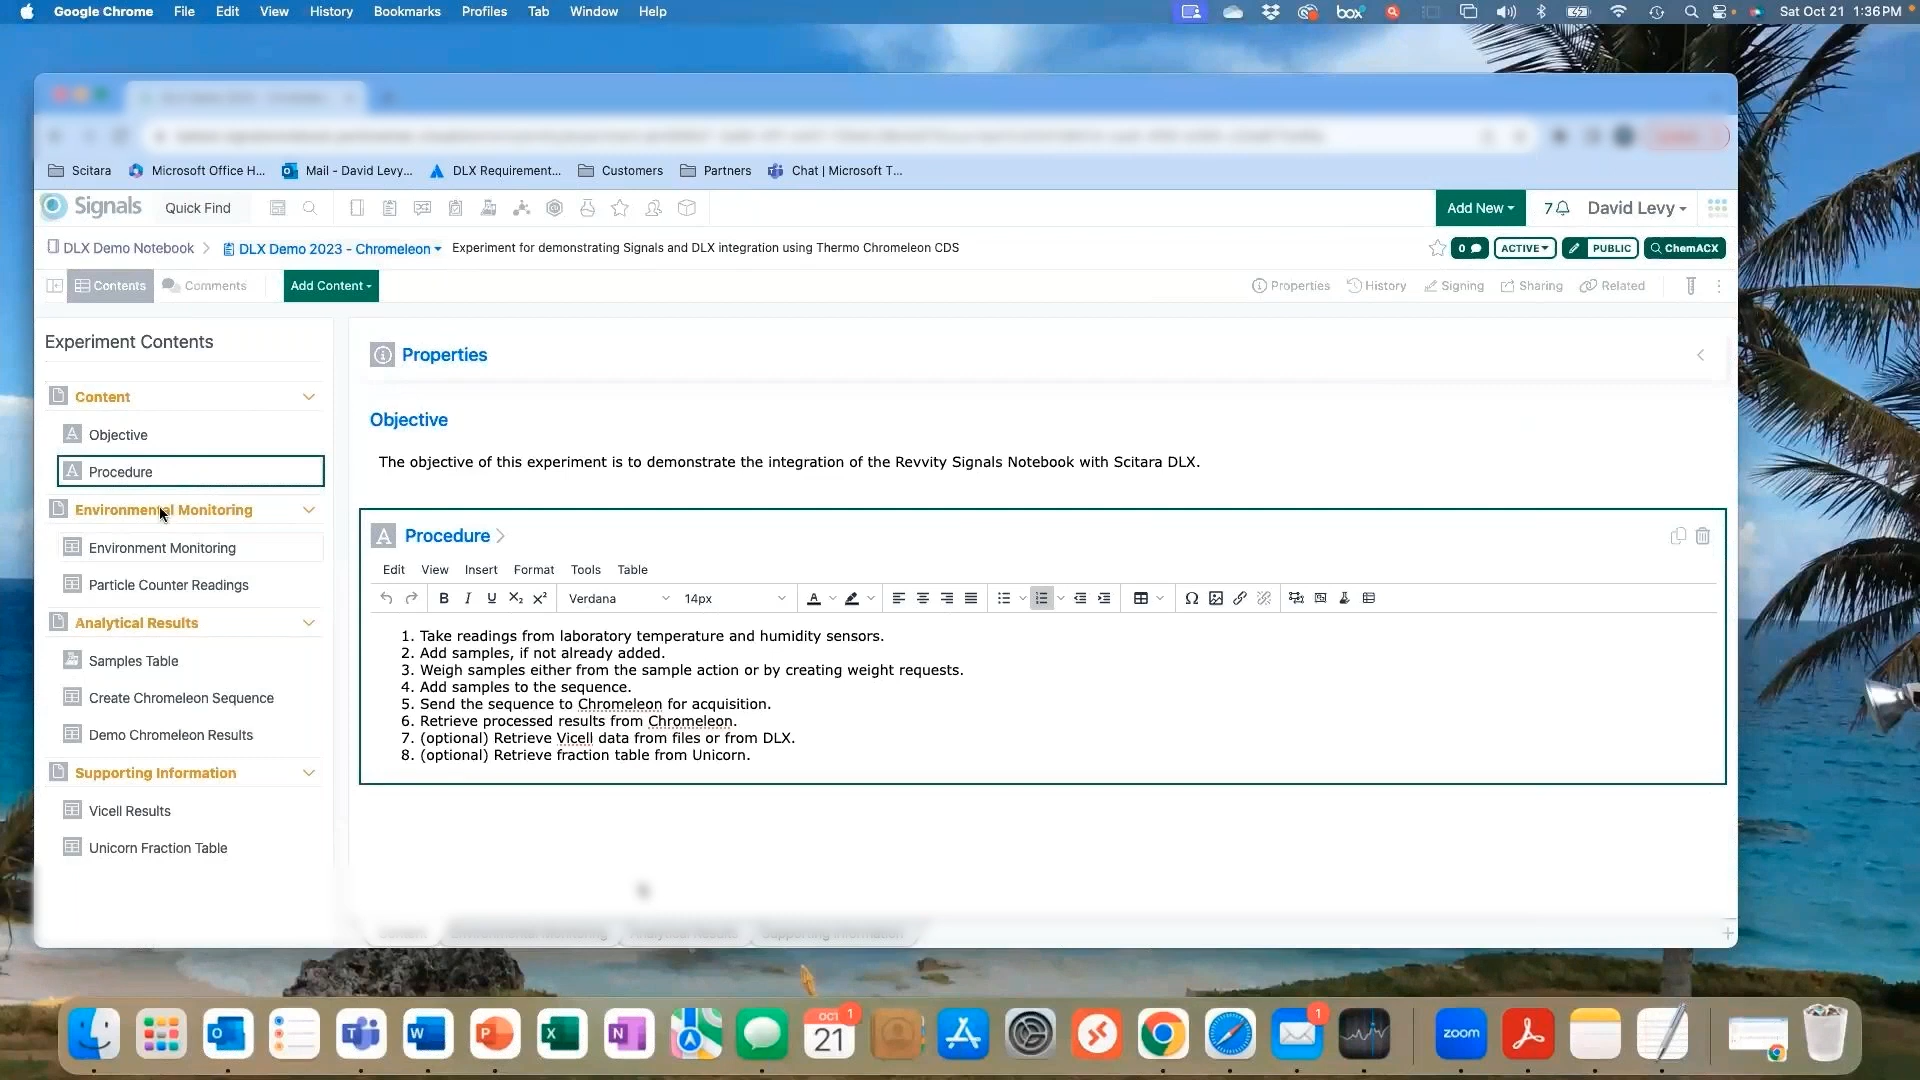 Google Chrome File Edit View History Bookmarks Profiles Tab Window Help
box
Sat Oct 21 1:36 PM
Scitara Microsoft Office H... Mail - David Levy... DLX Requirement... Customers Partners Chat | Microsoft T...
Signals Quick Find Add New 7 David Levy
DLX Demo Notebook DLX Demo 2023 - Chromeleon Experiment for demonstrating Signals and DLX integration using Thermo Chromeleon CDS 0 ACTIVE PUBLIC ChemACX
Contents Comments Add Content Properties History Signing Sharing Related
Experiment Contents
Content
Objective
Procedure
Environmental Monitoring
Environment Monitoring
Particle Counter Readings
Analytical Results
Samples Table
Create Chromeleon Sequence
Demo Chromeleon Results
Supporting Information
Vicell Results
Unicorn Fraction Table
Properties
Objective
The objective of this experiment is to demonstrate the integration of the Revvity Signals Notebook with Scitara DLX.
Procedure
Edit View Insert Format Tools Table
B I U X₂ X² Verdana 14px
1. Take readings from laboratory temperature and humidity sensors.
2. Add samples, if not already added.
3. Weigh samples either from the sample action or by creating weight requests.
4. Add samples to the sequence.
5. Send the sequence to Chromeleon for acquisition.
6. Retrieve processed results from Chromeleon.
7. (optional) Retrieve Vicell data from files or from DLX.
8. (optional) Retrieve fraction table from Unicorn.
OCT 21 1
1
zoom